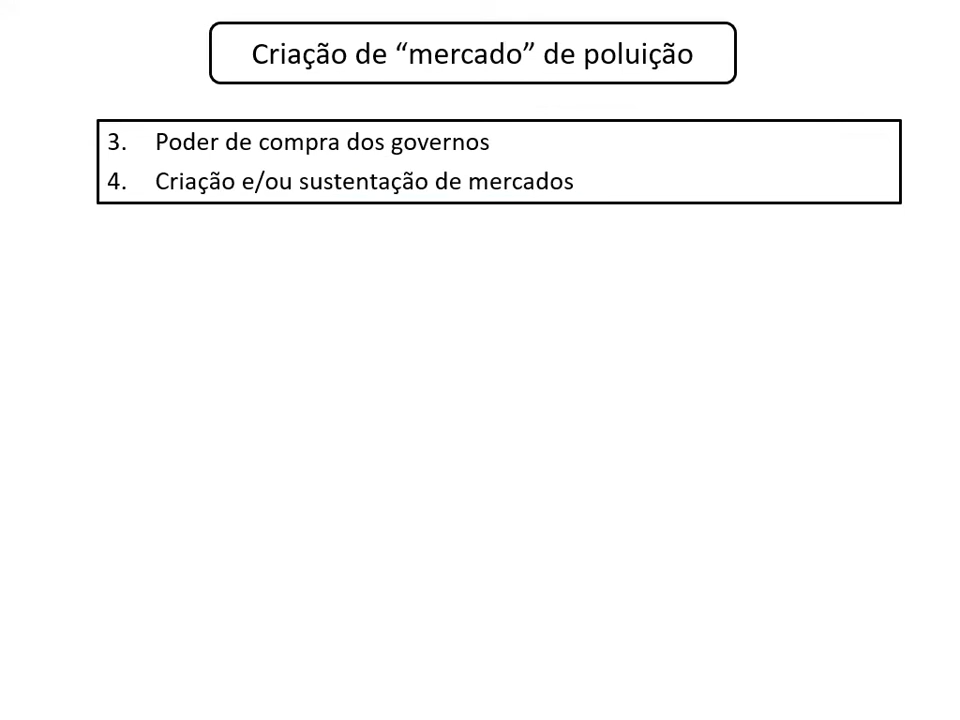 Criação de “mercado” de poluição
3. Poder de compra dos governos
4. Criação e/ou sustentação de mercados